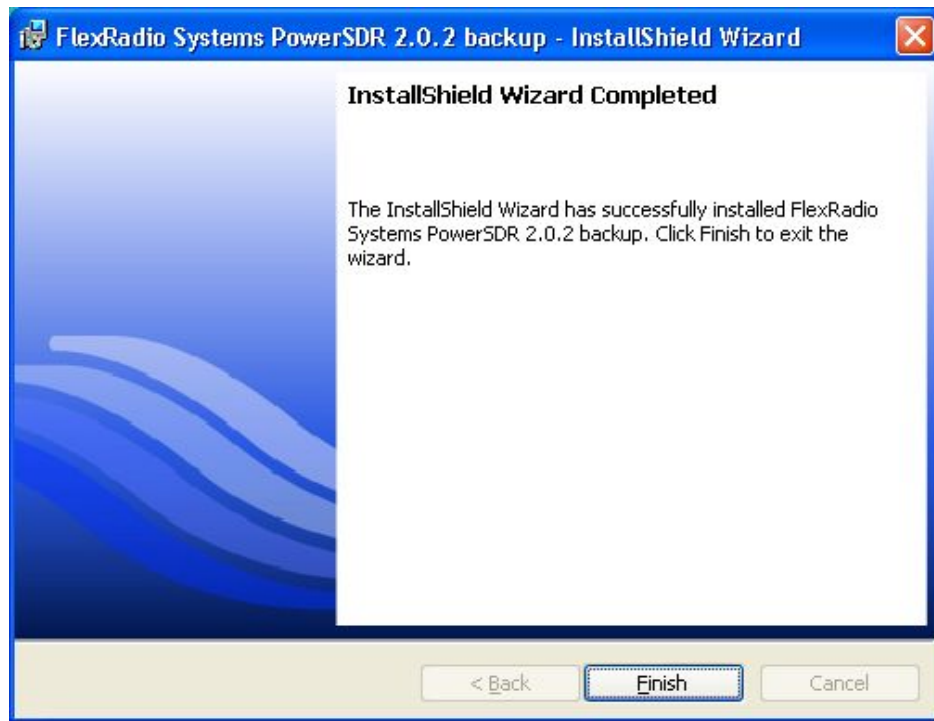 FlexRadio Systems PowerSDR 2.0.2 backup - InstallShield Wizard
InstallShield Wizard Completed
The InstallShield Wizard has successfully installed FlexRadio
Systems PowerSDR 2.0.2 backup. Click Finish to exit the
wizard.
< Back
Finish
Cancel